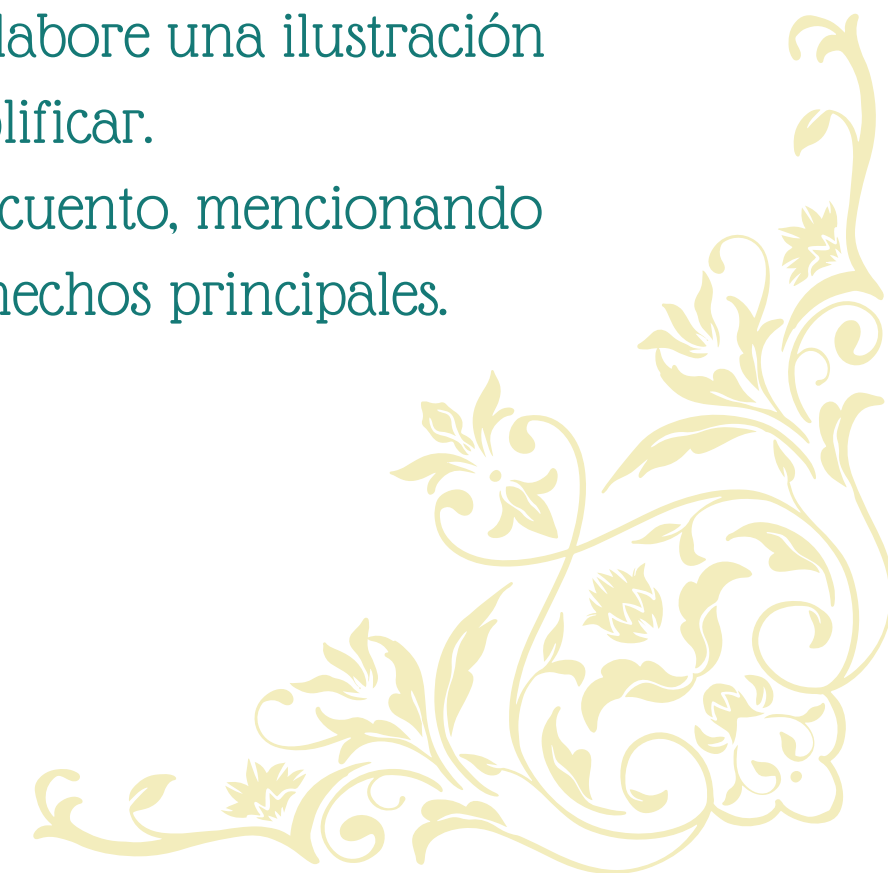 labore una ilustración
lificar.
cuento, mencionando
hechos principales.